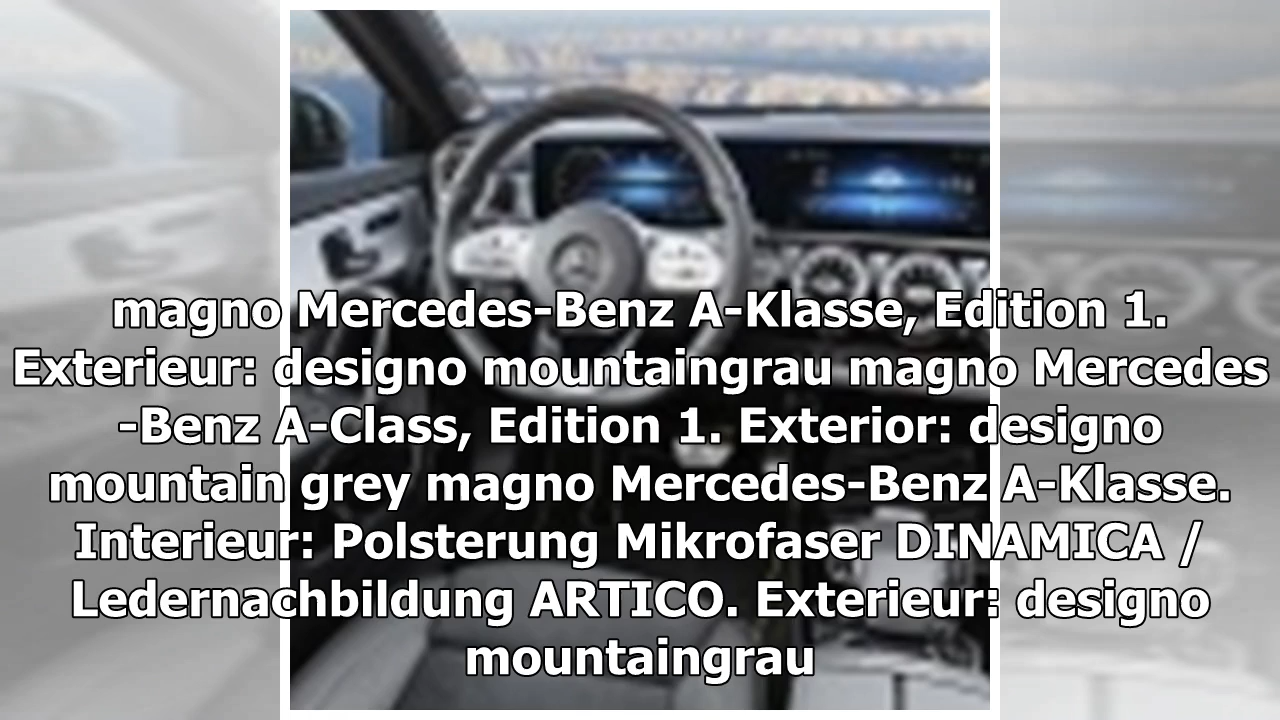 magno Mercedes-Benz A-Klasse, Edition 1.
Exterieur: designo mountaingrau magno Mercedes
-Benz A-Class, Edition 1. Exterior: designo
mountain grey magno Mercedes-Benz A-Klasse.
Interieur: Polsterung Mikrofaser DINAMICA /
Ledernachbildung ARTICO. Exterieur: designo
mountaingrau